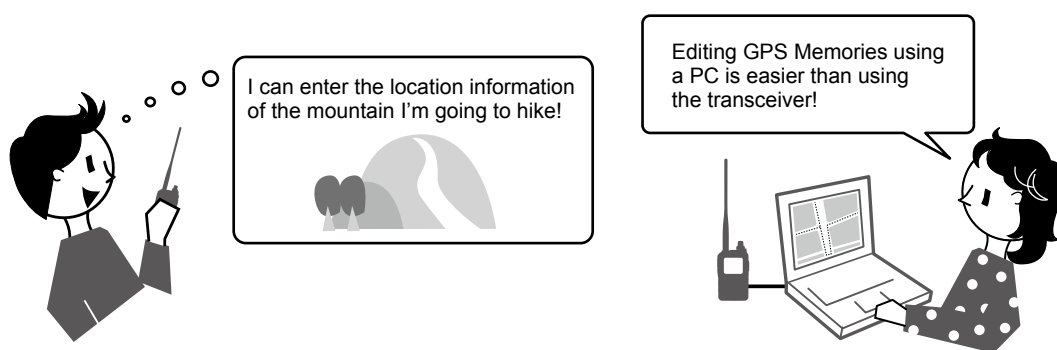 I can enter the location information
of the mountain I'm going to hike!
Editing GPS Memories using
a PC is easier than using
the transceiver!